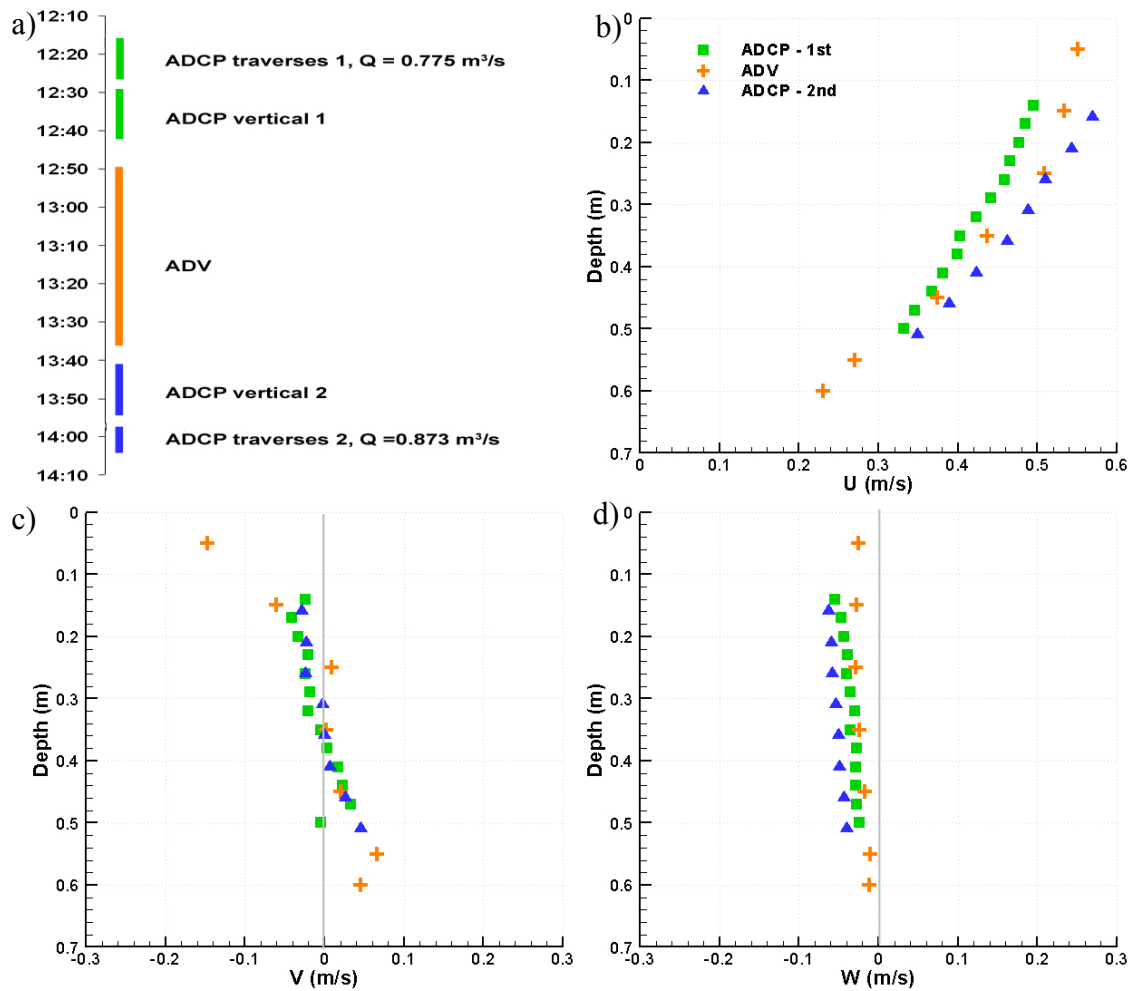 a)
12:10
12:20
12:30
12:40
12:50
13:00
13:10
13:20
13:30
13:40
13:50
14:00
14:10
ADCP traverses 1, Q = 0.775 m³/s
ADCP vertical 1
ADV
ADCP vertical 2
ADCP traverses 2, Q =0.873 m³/s
b)
0
0.1
0.2
0.3
0.4
0.5
0.6
0.7
Depth (m)
ADCP - 1st
ADV
ADCP - 2nd
0 0.1 0.2 0.3 0.4 0.5 0.6
U (m/s)
c)
0
0.1
0.2
0.3
0.4
0.5
0.6
0.7
Depth (m)
-0.3 -0.2 -0.1 0 0.1 0.2 0.3
V (m/s)
d)
0
0.1
0.2
0.3
0.4
0.5
0.6
0.7
Depth (m)
-0.3 -0.2 -0.1 0 0.1 0.2 0.3
W (m/s)